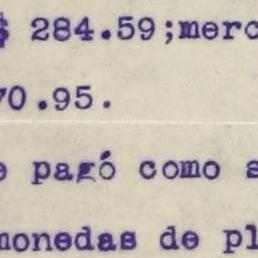 $ 284.59;merc
70.95.
e pagó como s
monedas de pl